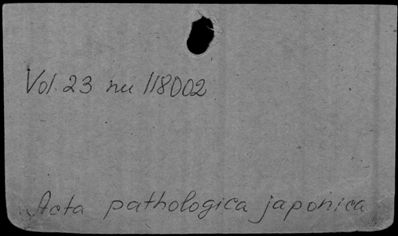 Vol. 23 nu 118002
Acta pathologica japonica